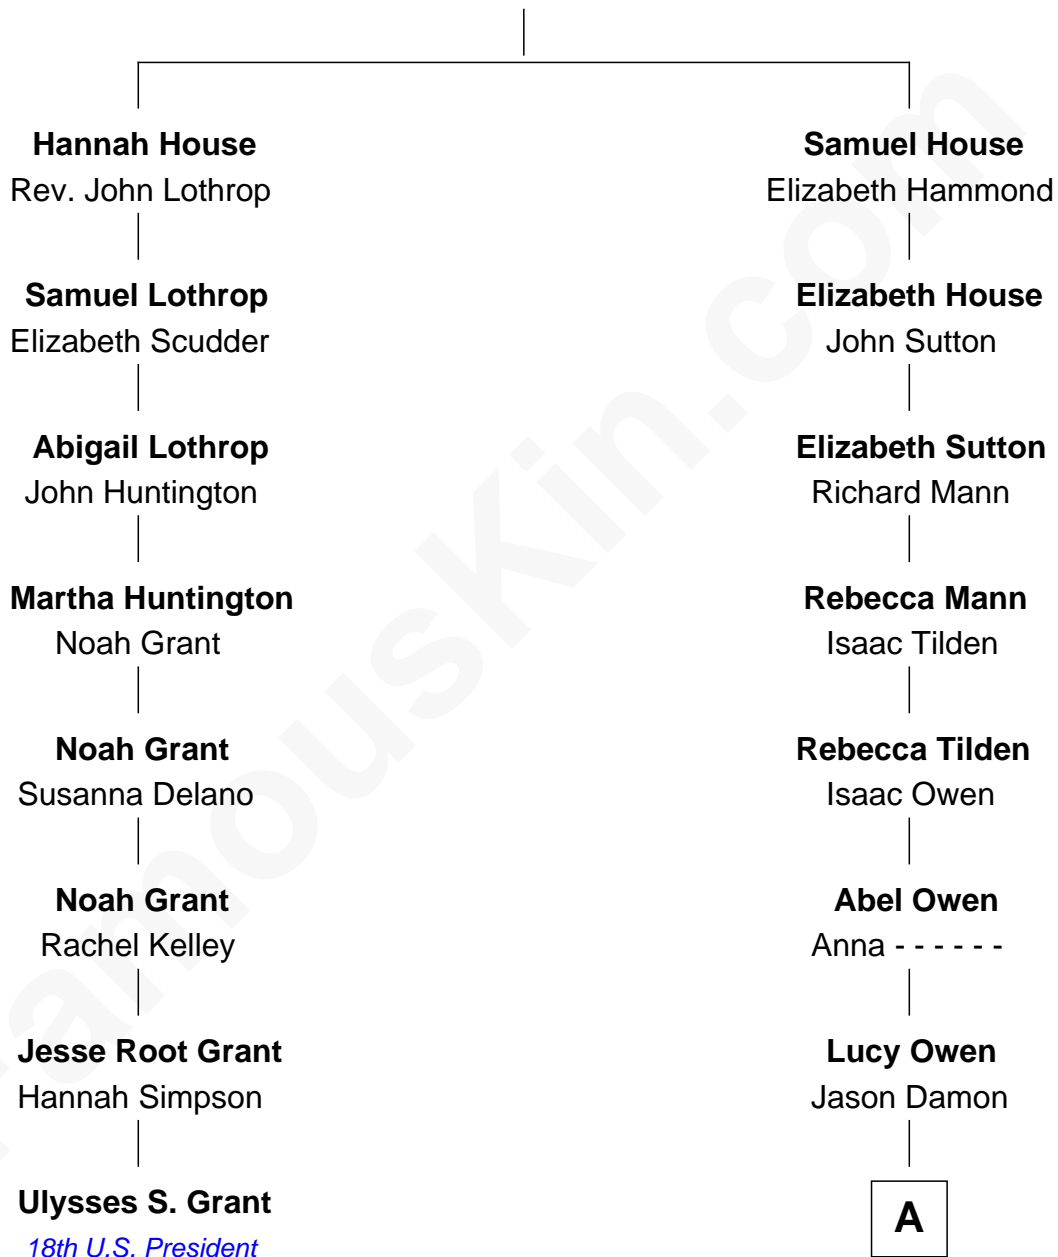 Hannah House
Rev. John Lothrop
Samuel Lothrop
Elizabeth Scudder
Abigail Lothrop
John Huntington
Martha Huntington
Noah Grant
Noah Grant
Susanna Delano
Noah Grant
Rachel Kelley
Jesse Root Grant
Hannah Simpson
Ulysses S. Grant
18th U.S. President
Samuel House
Elizabeth Hammond
Elizabeth House
John Sutton
Elizabeth Sutton
Richard Mann
Rebecca Mann
Isaac Tilden
Rebecca Tilden
Isaac Owen
Abel Owen
Anna - - - - - -
Lucy Owen
Jason Damon
A
FamousKin.com